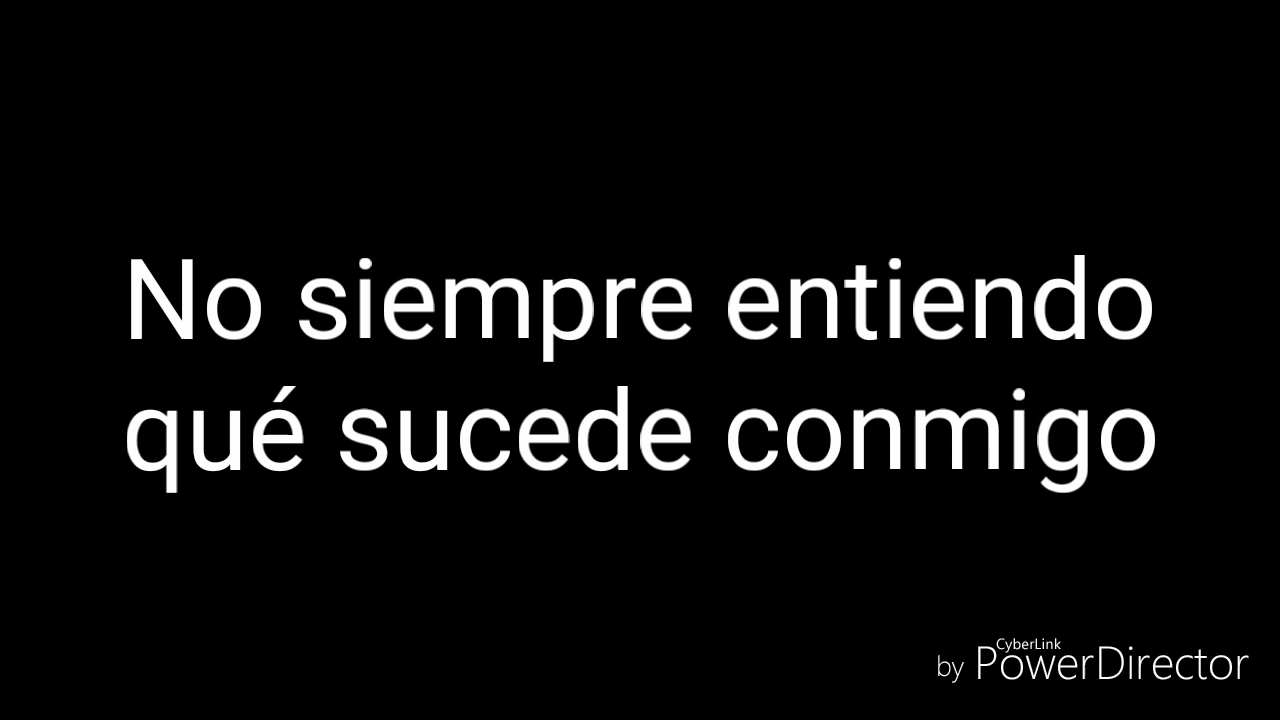 No siempre entiendo
qué sucede conmigo
CyberLink
by PowerDirector